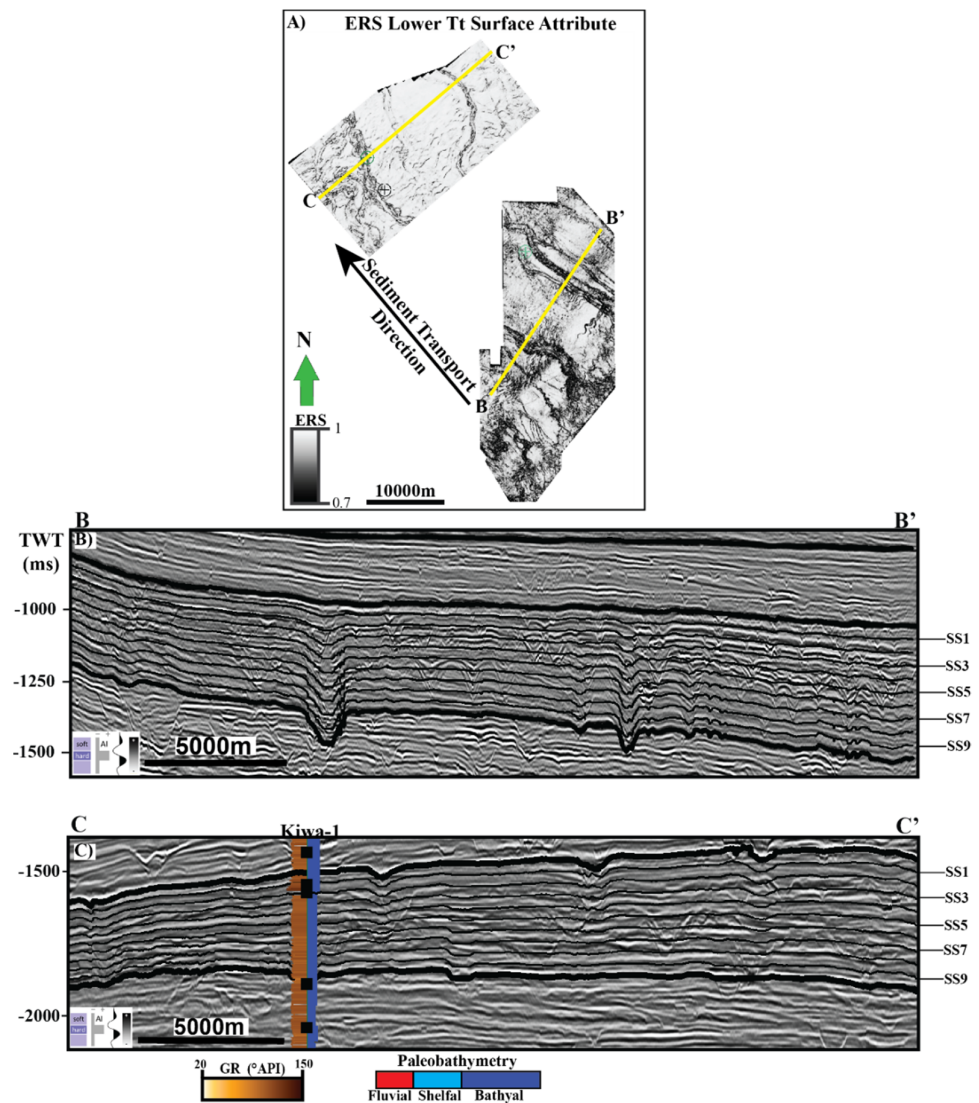 A) ERS Lower Tt Surface Attribute
C'
C
B'
Sediment Transport
Direction
N
B
ERS
1
0.7
10000m
B B'
TWT
(ms)
B)
-1000
-1250
-1500
SS1
SS3
SS5
SS7
SS9
soft
hard
AI
5000m
C C'
Kiwa-1
C)
-1500
-2000
SS1
SS3
SS5
SS7
SS9
soft
hard
AI
5000m
20 GR (°API) 150
Paleobathymetry
Fluvial Shelfal Bathyal